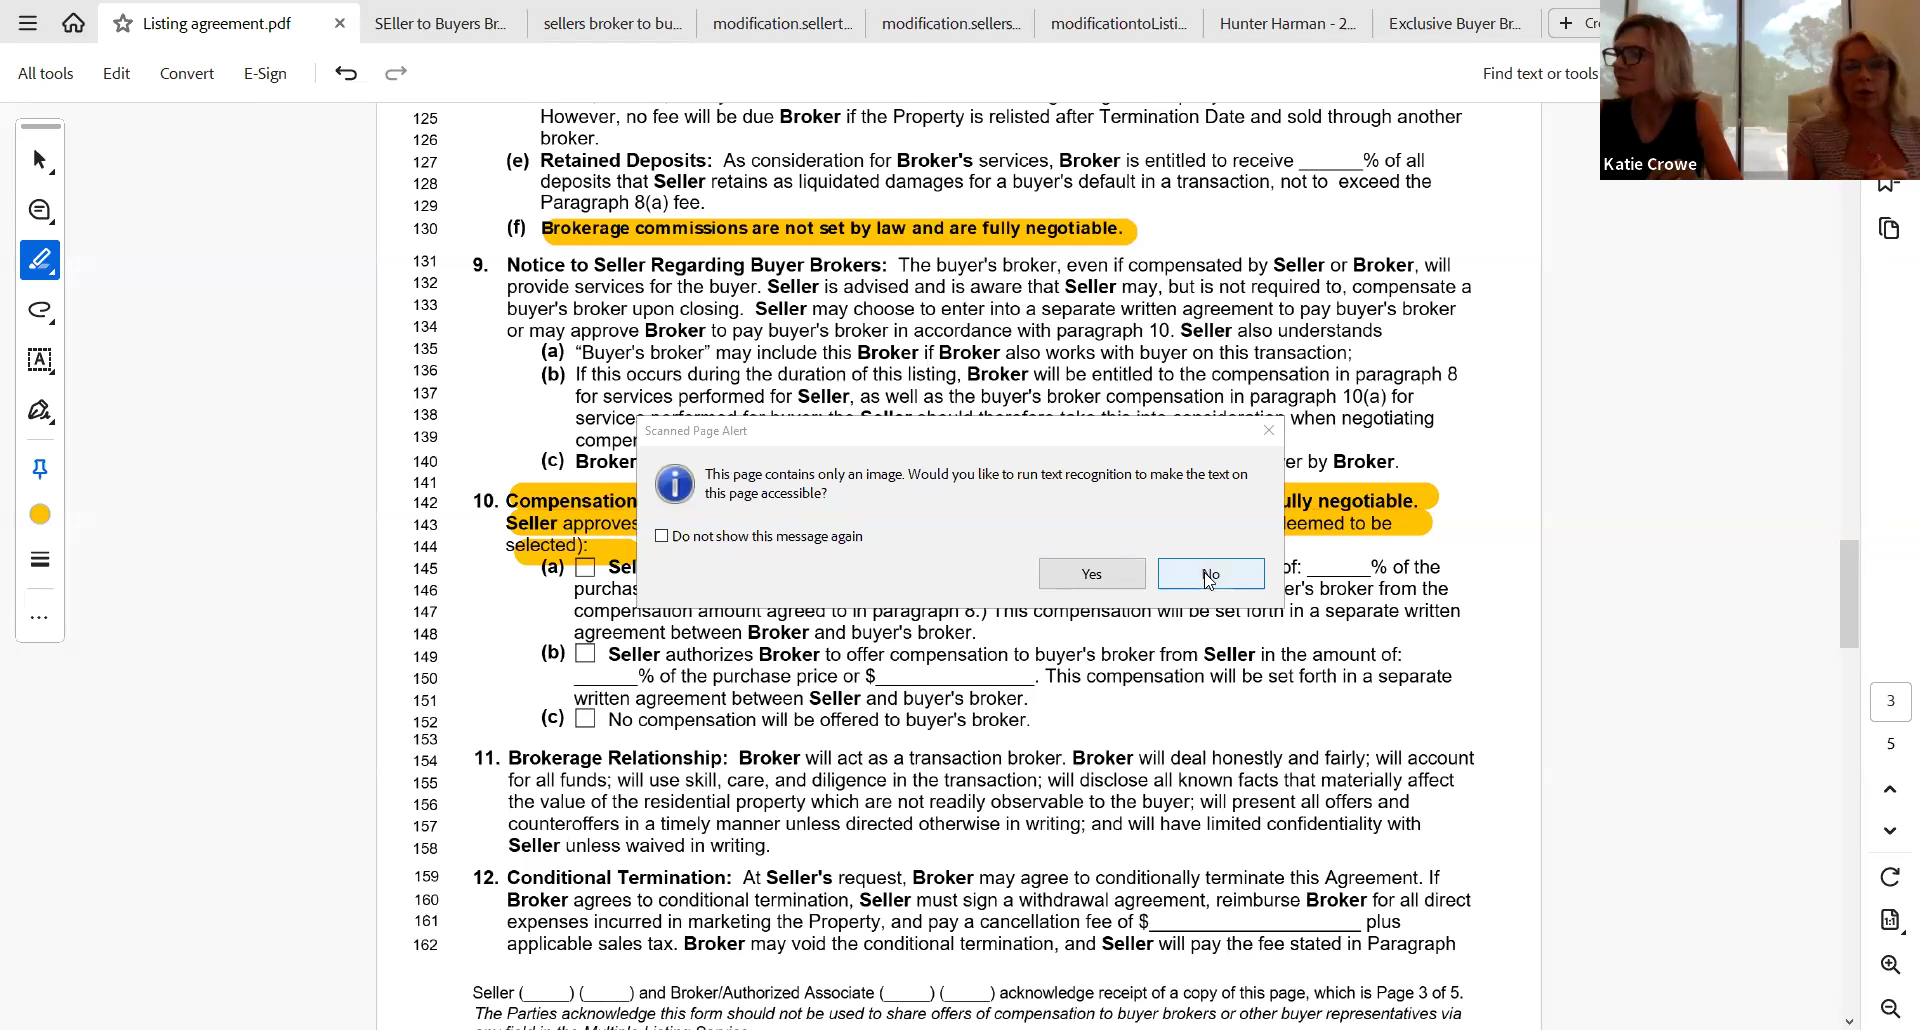 Listing agreement.pdf
SEller to Buyers Br...
sellers broker to bu...
modification.sellert...
modification.sellers...
modificationtoListi...
Hunter Harman - 2...
Exclusive Buyer Br...
All tools
Edit
Convert
E-Sign
Find text or tools
Katie Crowe
125 However, no fee will be due Broker if the Property is relisted after Termination Date and sold through another
126 broker.
127 (e) Retained Deposits: As consideration for Broker's services, Broker is entitled to receive ______% of all
128 deposits that Seller retains as liquidated damages for a buyer's default in a transaction, not to exceed the
129 Paragraph 8(a) fee.
130 (f) Brokerage commissions are not set by law and are fully negotiable.
131 9. Notice to Seller Regarding Buyer Brokers: The buyer's broker, even if compensated by Seller or Broker, will
132 provide services for the buyer. Seller is advised and is aware that Seller may, but is not required to, compensate a
133 buyer's broker upon closing. Seller may choose to enter into a separate written agreement to pay buyer's broker
134 or may approve Broker to pay buyer's broker in accordance with paragraph 10. Seller also understands
135 (a) “Buyer's broker” may include this Broker if Broker also works with buyer on this transaction;
136 (b) If this occurs during the duration of this listing, Broker will be entitled to the compensation in paragraph 8
137 for services performed for Seller, as well as the buyer's broker compensation in paragraph 10(a) for
138 services performed for buyer; the Seller should therefore take this into consideration when negotiating
139 compen
140 (c) Broker er by Broker.
141
142 10. Compensation ully negotiable.
143 Seller approves deemed to be
144 selected):
Scanned Page Alert
This page contains only an image. Would you like to run text recognition to make the text on
this page accessible?
Do not show this message again
Yes
No
145 (a) Sel of: ______% of the
146 purchas er's broker from the
147 compensation amount agreed to in paragraph 8.) This compensation will be set forth in a separate written
148 agreement between Broker and buyer's broker.
149 (b) Seller authorizes Broker to offer compensation to buyer's broker from Seller in the amount of:
150 ______% of the purchase price or $_______________. This compensation will be set forth in a separate
151 written agreement between Seller and buyer's broker.
152 (c) No compensation will be offered to buyer's broker.
153
154 11. Brokerage Relationship: Broker will act as a transaction broker. Broker will deal honestly and fairly; will account
155 for all funds; will use skill, care, and diligence in the transaction; will disclose all known facts that materially affect
156 the value of the residential property which are not readily observable to the buyer; will present all offers and
157 counteroffers in a timely manner unless directed otherwise in writing; and will have limited confidentiality with
158 Seller unless waived in writing.
159 12. Conditional Termination: At Seller's request, Broker may agree to conditionally terminate this Agreement. If
160 Broker agrees to conditional termination, Seller must sign a withdrawal agreement, reimburse Broker for all direct
161 expenses incurred in marketing the Property, and pay a cancellation fee of $____________________ plus
162 applicable sales tax. Broker may void the conditional termination, and Seller will pay the fee stated in Paragraph
Seller (_____) (_____) and Broker/Authorized Associate (_____) (_____) acknowledge receipt of a copy of this page, which is Page 3 of 5.
The Parties acknowledge this form should not be used to share offers of compensation to buyer brokers or other buyer representatives via
3
5